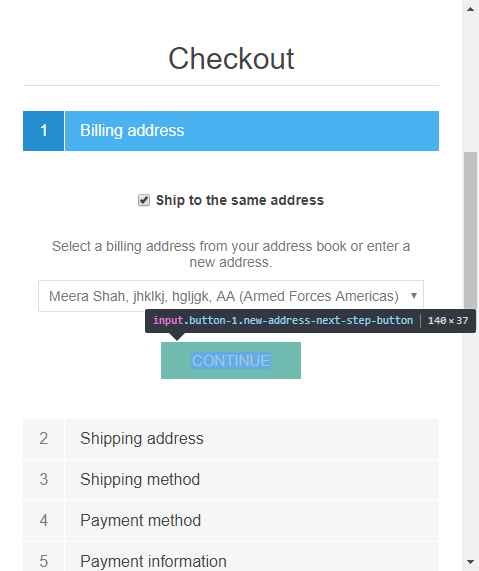 Checkout
1 Billing address
Ship to the same address
Select a billing address from your address book or enter a
new address.
Meera Shah, jhklkj, hgljgk, AA (Armed Forces Americas)
input.button-1.new-address-next-step-button 140×37
CONTINUE
2 Shipping address
3 Shipping method
4 Payment method
5 Payment information